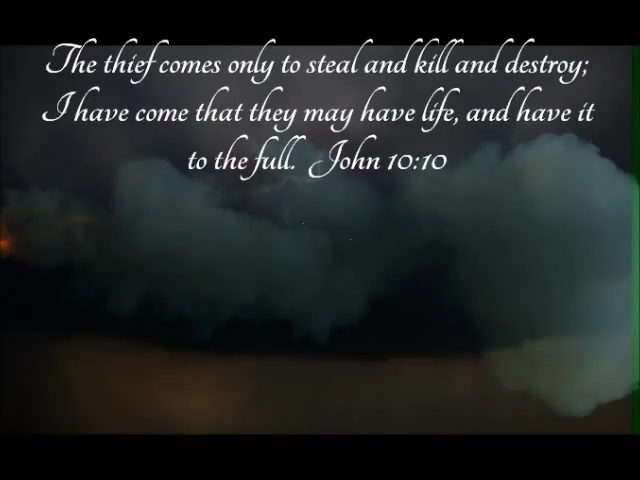 The thief comes only to steal and kill and destroy;
I have come that they may have life, and have it
to the full. John 10:10